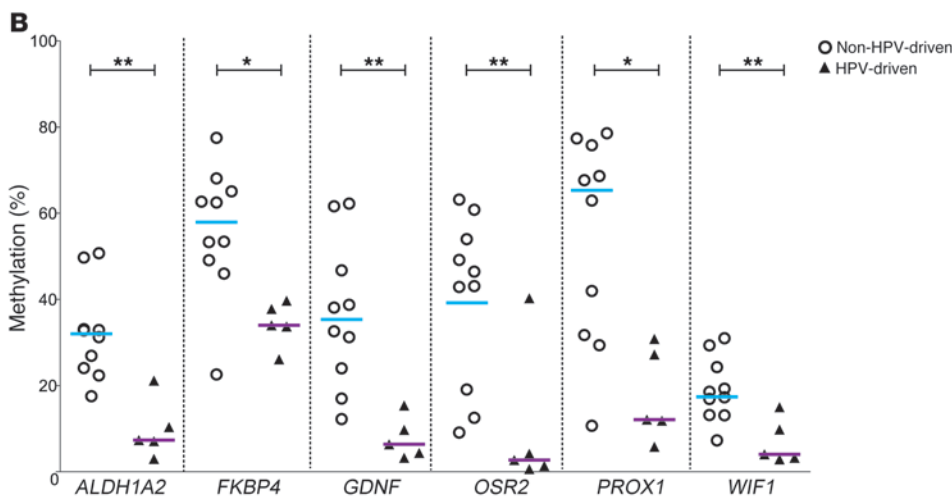 B
100
80
60
40
20
0
Methylation (%)
** * ** ** * **
Non-HPV-driven
HPV-driven
ALDH1A2 FKBP4 GDNF OSR2 PROX1 WIF1